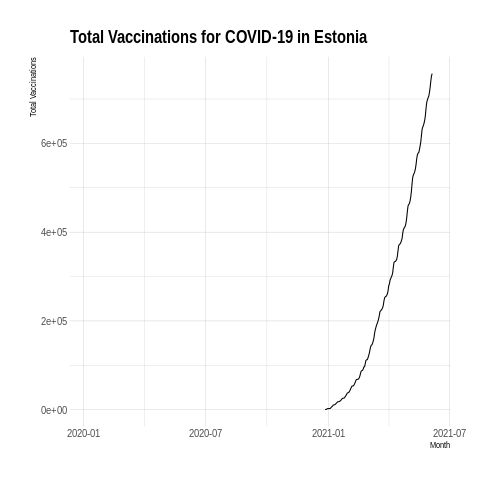 Total Vaccinations for COVID-19 in Estonia
Total Vaccinations
6e+05
4e+05
2e+05
0e+00
2020-01 2020-07 2021-01 2021-07
Month